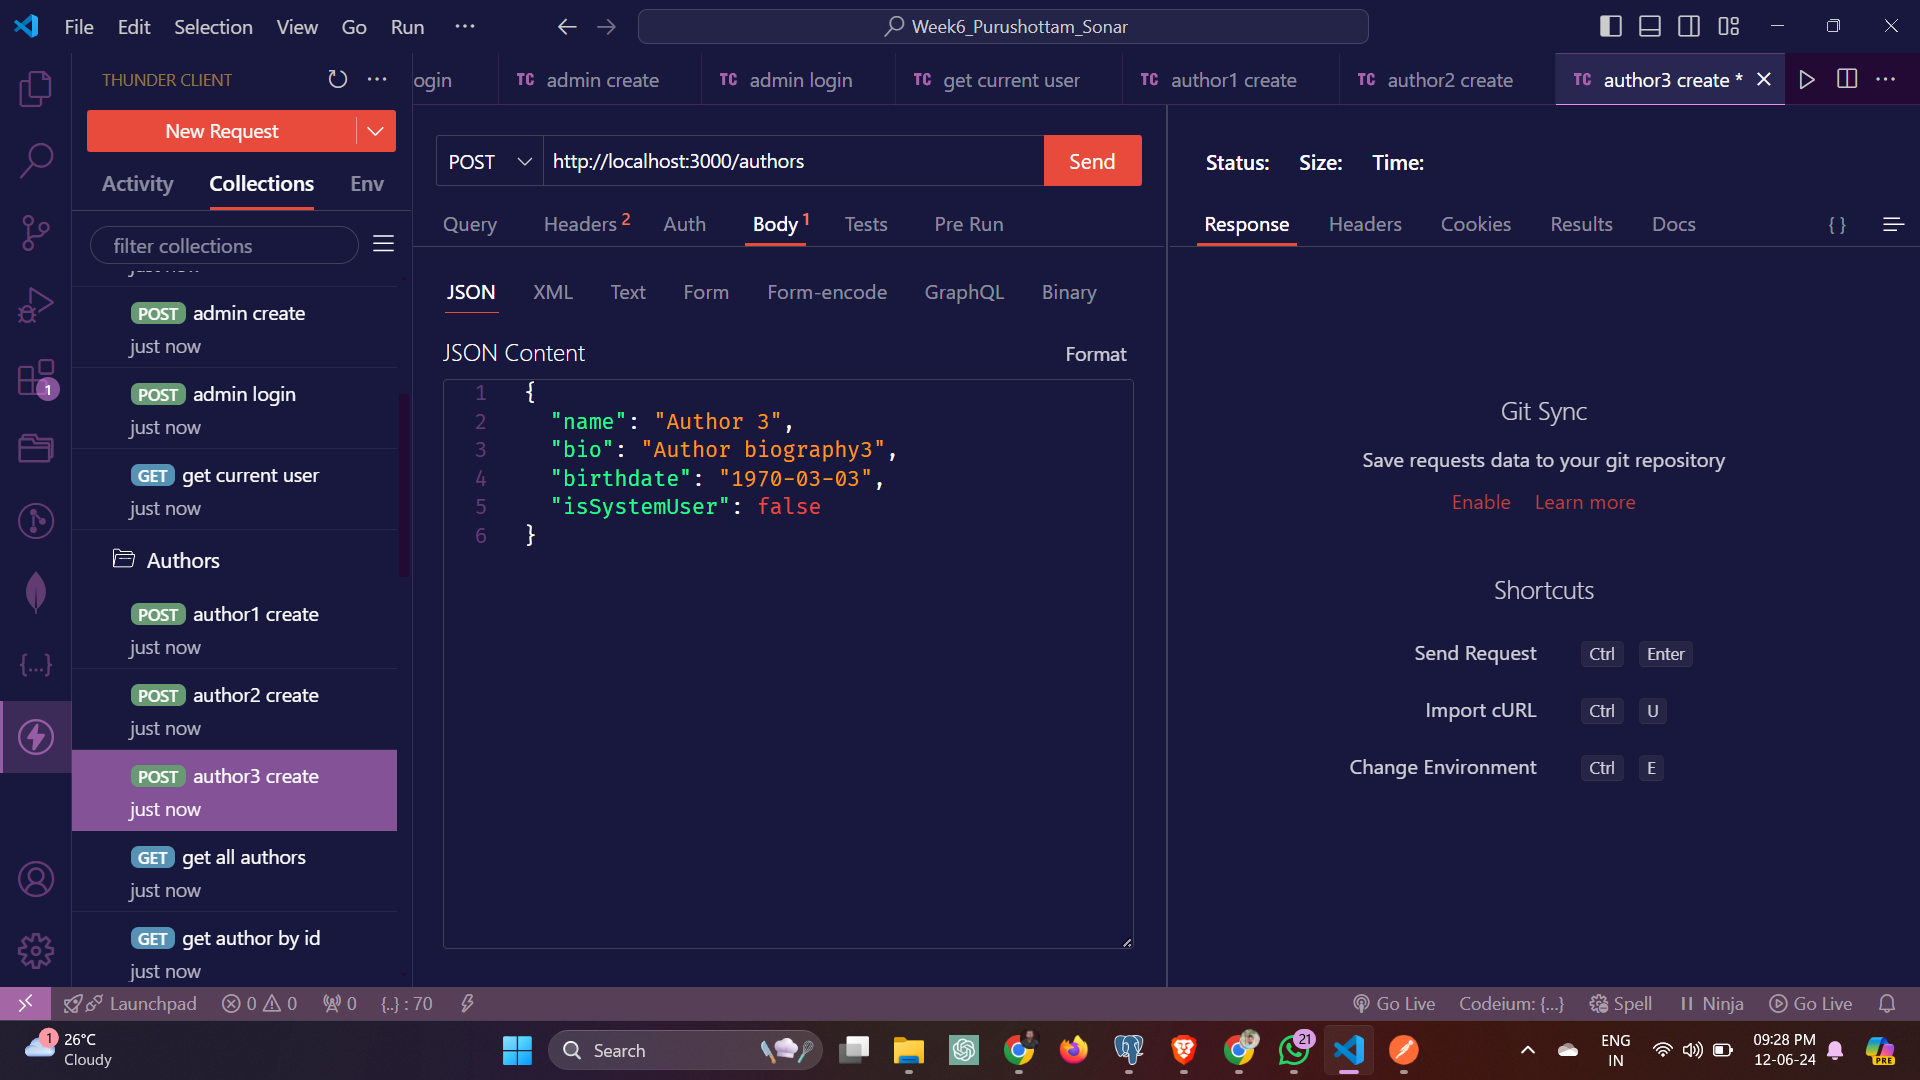 File Edit Selection View Go Run ···
Week6_Purushottam_Sonar
THUNDER CLIENT
ogin
TC admin create
TC admin login
TC get current user
TC author1 create
TC author2 create
TC author3 create *
New Request
Activity Collections Env
filter collections
POST admin create
just now
POST admin login
just now
GET get current user
just now
Authors
POST author1 create
just now
POST author2 create
just now
POST author3 create
just now
GET get all authors
just now
GET get author by id
just now
1
POST http://localhost:3000/authors Send
Query Headers 2 Auth Body 1 Tests Pre Run
JSON XML Text Form Form-encode GraphQL Binary
JSON Content Format
1 {
2 "name": "Author 3",
3 "bio": "Author biography3",
4 "birthdate": "1970-03-03",
5 "isSystemUser": false
6 }
Status: Size: Time:
Response Headers Cookies Results Docs { }
Git Sync
Save requests data to your git repository
Enable Learn more
Shortcuts
Send Request Ctrl Enter
Import cURL Ctrl U
Change Environment Ctrl E
Launchpad 0 0 0 {..} : 70
Go Live Codeium: {...} Spell Ninja Go Live
1 26°C
Cloudy
Search
21
PRE
ENG
IN
09:28 PM
12-06-24